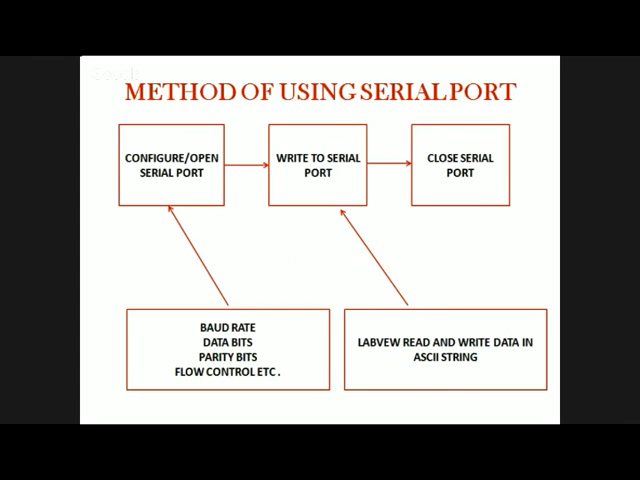 Google
METHOD OF USING SERIAL PORT
CONFIGURE/OPEN
SERIAL PORT
WRITE TO SERIAL
PORT
CLOSE SERIAL
PORT
BAUD RATE
DATA BITS
PARITY BITS
FLOW CONTROL ETC .
LABVEW READ AND WRITE DATA IN
ASCII STRING